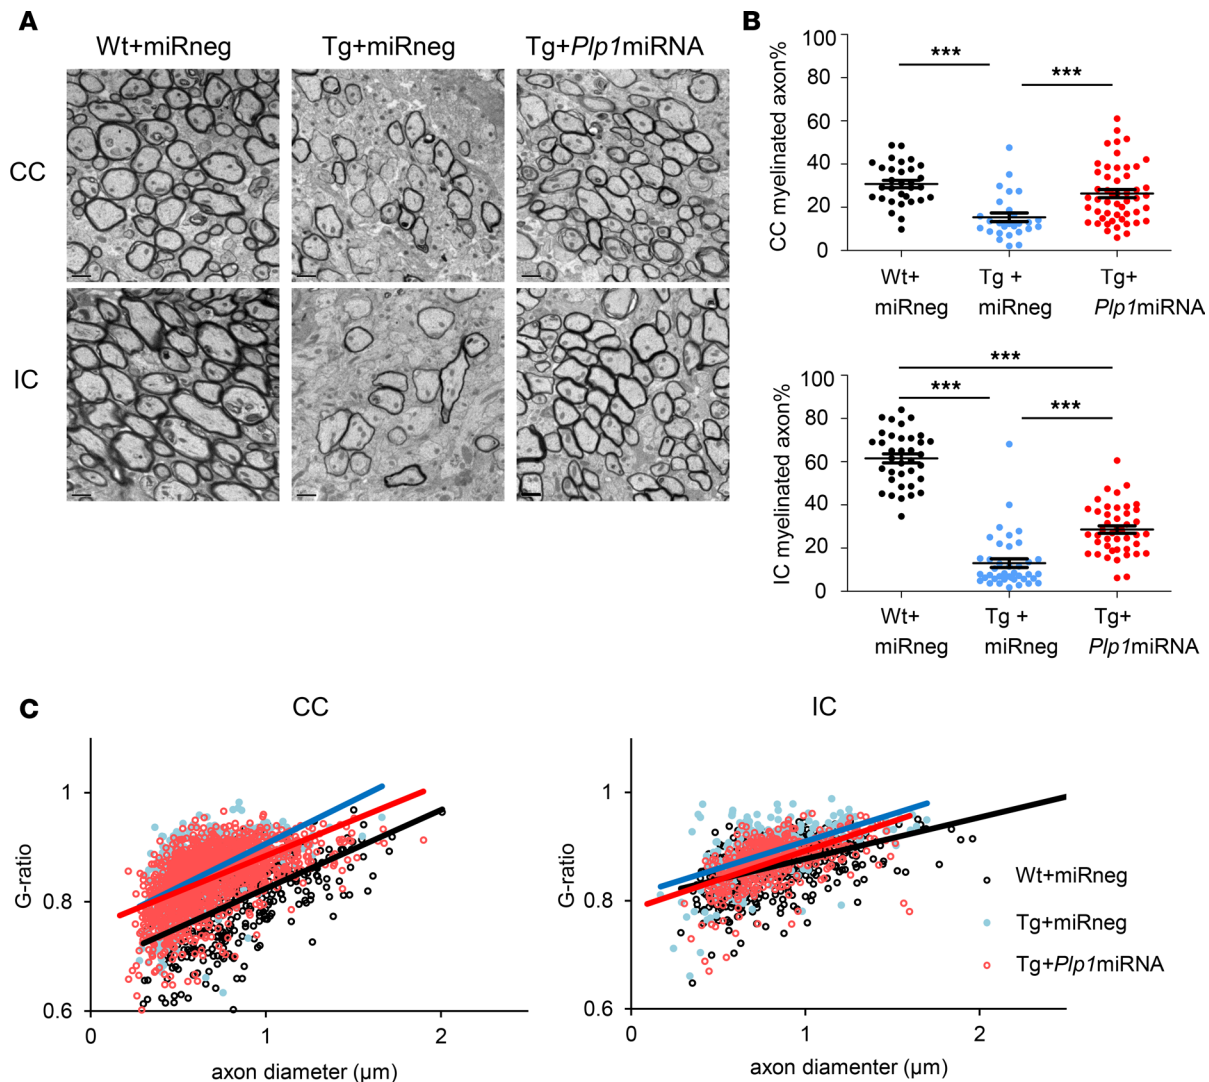 A
Wt+miRneg
Tg+miRneg
Tg+Plp1miRNA
CC
IC
B
CC myelinated axon%
100
80
60
40
20
0
***
***
Wt+
miRneg
Tg +
miRneg
Tg+
Plp1miRNA
IC myelinated axon%
100
80
60
40
20
0
***
***
***
Wt+
miRneg
Tg +
miRneg
Tg+
Plp1miRNA
C
CC
G-ratio
1
0.8
0.6
0
1
2
axon diameter (μm)
IC
G-ratio
1
0.8
0.6
0
1
2
axon diamenter (μm)
Wt+miRneg
Tg+miRneg
Tg+Plp1miRNA